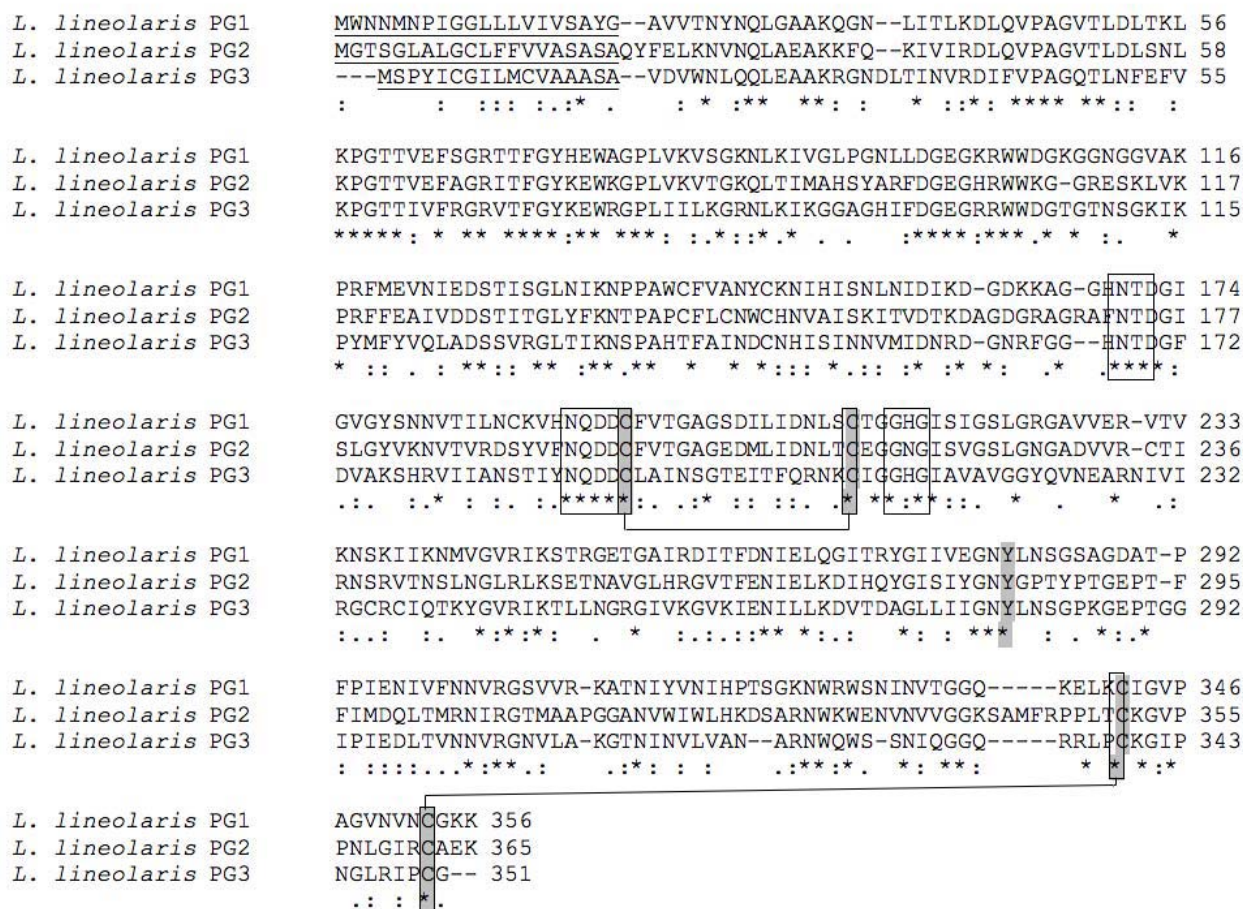 L. lineolaris PG1 MWNNMNPIGGLLLVIVSAYG--AVVTNYNQLGAAKQGN--LITLKDLQVPAGVTLDLTKL 56
L. lineolaris PG2 MGTSGLALGCLFFVVASASAQYFELKNVNQLAEAKKFQ--KIVIRDLQVPAGVTLDLSNL 58
L. lineolaris PG3 ---MSPYICGILMCVAAASA--VDVWNLQQLEAAKRGNDLTINVRDIFVPAGQTLNFEFV 55
: : :: : .:* . : * :** **: : * ::*: **** **: : :
L. lineolaris PG1 KPGTTVEFSGRTTFGYHEWAGPLVKVSGKNLKIVGLPGNLLDGEGKRWWDGKGGNGGVAK 116
L. lineolaris PG2 KPGTTVEFAGRITFGYKEWKGPLVKVTGKQLTIMAHSYARFDGEGHRWWKG-GRESKLVK 117
L. lineolaris PG3 KPGTTIVFRGRVTFGYKEWRGPLIILKGRNLKIKGGAGHIFDGEGRRWWDGTGTNSGKIK 115
*****: * ** ****:** ***: :.*::*.* . . :****:***.* * :. *
L. lineolaris PG1 PRFMEVNIEDSTISGLNIKNPPAWCFVANYCKNIHISNLNIDIKD-GDKKAG-GHNTDGI 174
L. lineolaris PG2 PRFFEAIVDDSTITGLYFKNTPAPCFLCNWCHNVAISKITVDTKDAGDGRAGRAFNTDGI 177
L. lineolaris PG3 PYMFYVQLADSSVRGLTIKNSPAHTFAINDCNHISINNVMIDNRD-GNRFGG--HNTDGF 172
* :: . : **:: ** :**.** * * *::: *.:: :* :* *: .* .****:
L. lineolaris PG1 GVGYSNNVTILNCKVHNQDDCFVTGAGSDILIDNLSCTGGHGISIGSLGRGAVVER-VTV 233
L. lineolaris PG2 SLGYVKNVTVRDSYVFNQDDCFVTGAGEDMLIDNLTCEGGNGISVGSLGNGADVVR-CTI 236
L. lineolaris PG3 DVAKSHRVIIANSTIYNQDDCLAINSGTEITFQRNKCIGGHGIAVAVGGYQVNEARNIVI 232
.:. :.* : :. :.*****:. .:* :: ::. .* **:**::. * . * .:
L. lineolaris PG1 KNSKIIKNMVGVRIKSTRGETGAIRDITFDNIELQGITRYGIIVEGNYLNSGSAGDAT-P 292
L. lineolaris PG2 RNSRVTNSLNGLRLKSETNAVGLHRGVTFENIELKDIHQYGISIYGNYGPTYPTGEPT-F 295
L. lineolaris PG3 RGCRCIQTKYGVRIKTLLNGRGIVKGVKIENILLKDVTDAGLLIIGNYLNSGPKGEPTGG 292
:..: :. *:*:*: . * :.:.::** *:.: *: : *** : . *:.*
L. lineolaris PG1 FPIENIVFNNVRGSVVR-KATNIYVNIHPTSGKNWRWSNINVTGGQ-----KELKCIGVP 346
L. lineolaris PG2 FIMDQLTMRNIRGTMAAPGGANVWIWLHKDSARNWKWENVNVVGGKSAMFRPPLTCKGVP 355
L. lineolaris PG3 IPIEDLTVNNVRGNVLA-KGTNINVLVAN--ARNWQWS-SNIQGGQ-----RRLPCKGIP 343
: :::::..*:**.: .:*: : : .:**:*. *: **: * * *:*
L. lineolaris PG1 AGVNVNCGKK 356
L. lineolaris PG2 PNLGIRCAEK 365
L. lineolaris PG3 NGLRIPCG-- 351
.: : *.